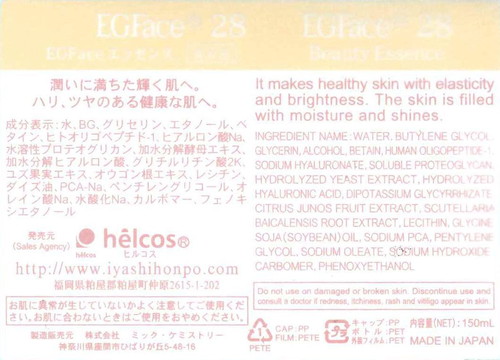 EGFace® 28
EGFace エッセンス
潤いに満ちた輝く肌へ。
ハリ、ツヤのある健康な肌へ。
成分表示：水、BG、グリセリン、エタノール、ベ
タイン、ヒトオリゴペプチド-1、ヒアルロン酸Na、
水溶性プロテオグリカン、加水分解酵母エキス、
加水分解ヒアルロン酸、グリチルリチン酸2K、
ユズ果実エキス、オウゴン根エキス、レシチン、
ダイズ油、PCA-Na、ペンチレングリコール、オ
レイン酸Na、水酸化Na、カルボマー、フェノキ
シエタノール
発売元
(Sales Agency)
hēlcos
hēlcos®
ヒルコス
http://www.iyashihonpo.com
福岡県粕屋郡粕屋町仲原2615-1-202
お肌に異常が生じていないかよく注意してご使用くださ
い。お肌に合わないときはご使用をおやめください。
製造販売元 株式会社 ミック・ケミストリー
神奈川県座間市ひばりが丘5-48-16
EGFace® 28
Beauty Essence
It makes healthy skin with elasticity
and brightness. The skin is filled
with moisture and shines.
INGREDIENT NAME: WATER, BUTYLENE GLYCOL,
GLYCERIN, ALCOHOL, BETAIN, HUMAN OLIGOPEPTIDE-1,
SODIUM HYALURONATE, SOLUBLE PROTEOGLYCAN,
HYDROLYZED YEAST EXTRACT, HYDROLYZED
HYALURONIC ACID, DIPOTASSIUM GLYCYRRHIZATE,
CITRUS JUNOS FRUIT EXTRACT, SCUTELLARIA
BAICALENSIS ROOT EXTRACT, LECITHIN, GLYCINE
SOJA (SOYBEAN) OIL, SODIUM PCA, PENTYLENE
GLYCOL, SODIUM OLEATE, SODIUM HYDROXIDE,
CARBOMER, PHENOXYETHANOL
Do not use on damaged or broken skin. Discontinue use and
consult a doctor if redness, itchiness, rash and vitiligo appear in skin.
1
PETE
CAP:PP
FILM:PET
PETE
プラ
キャップ：PP
ボトル：PET
外装フィルム：PET
内容量(NET)：150mL
MADE IN JAPAN